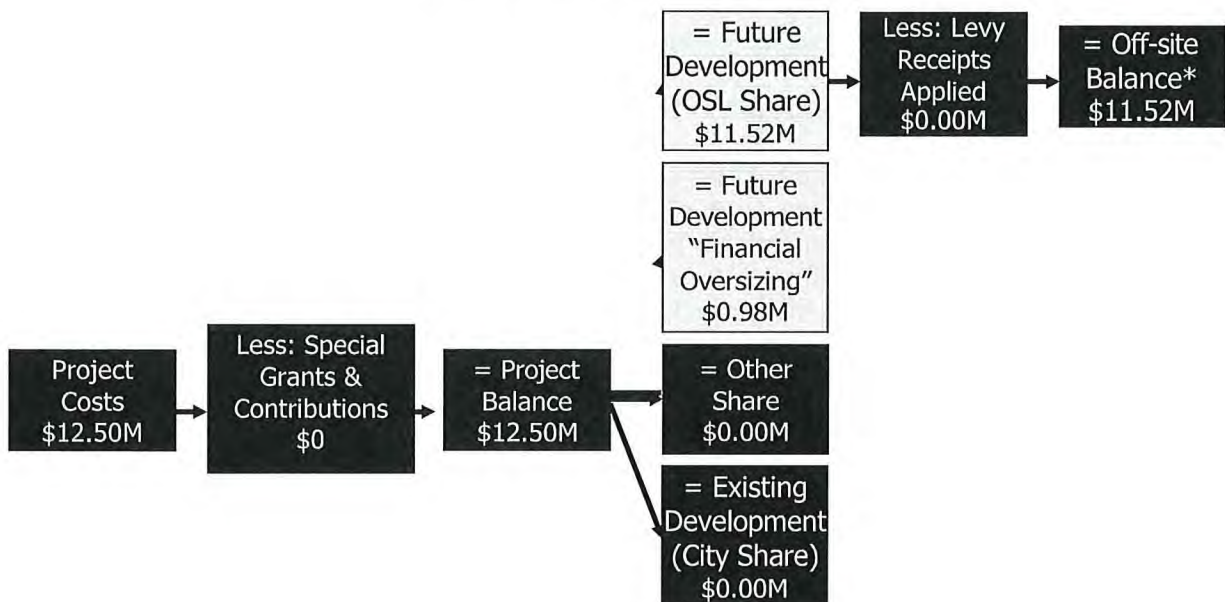 Project
Costs
$12.50M
Less: Special
Grants &
Contributions
$0
= Project
Balance
$12.50M
= Future
Development
(OSL Share)
$11.52M
= Future
Development
“Financial
Oversizing”
$0.98M
= Other
Share
$0.00M
= Existing
Development
(City Share)
$0.00M
Less: Levy
Receipts
Applied
$0.00M
= Off-site
Balance*
$11.52M